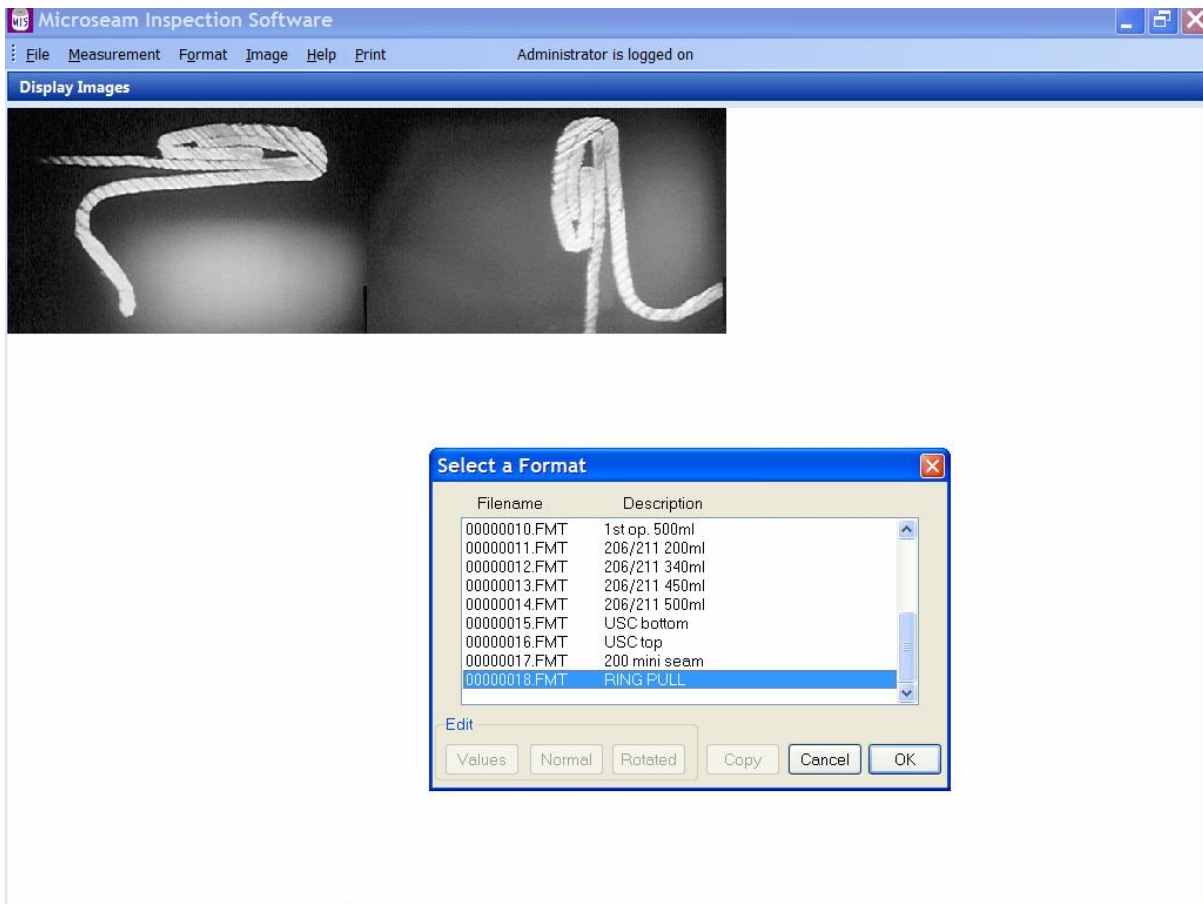 MIS Microseam Inspection Software
File Measurement Format Image Help Print Administrator is logged on
Display Images
Select a Format
Filename Description
00000010.FMT 1st op. 500ml
00000011.FMT 206/211 200ml
00000012.FMT 206/211 340ml
00000013.FMT 206/211 450ml
00000014.FMT 206/211 500ml
00000015.FMT USC bottom
00000016.FMT USC top
00000017.FMT 200 mini seam
00000018.FMT RING PULL
Edit
Values Normal Rotated Copy Cancel OK